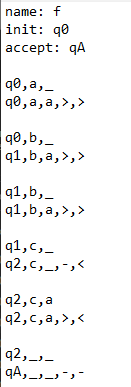 name: f
init: q0
accept: qA
q0,a,_
q0,a,a,>,>
q0,b,_
q1,b,a,>,>
q1,b,_
q1,b,a,>,>
q1,c,_
q2,c,_,-,<
q2,c,a
q2,c,a,>,<
q2,_,_
qA,_,_,-,-